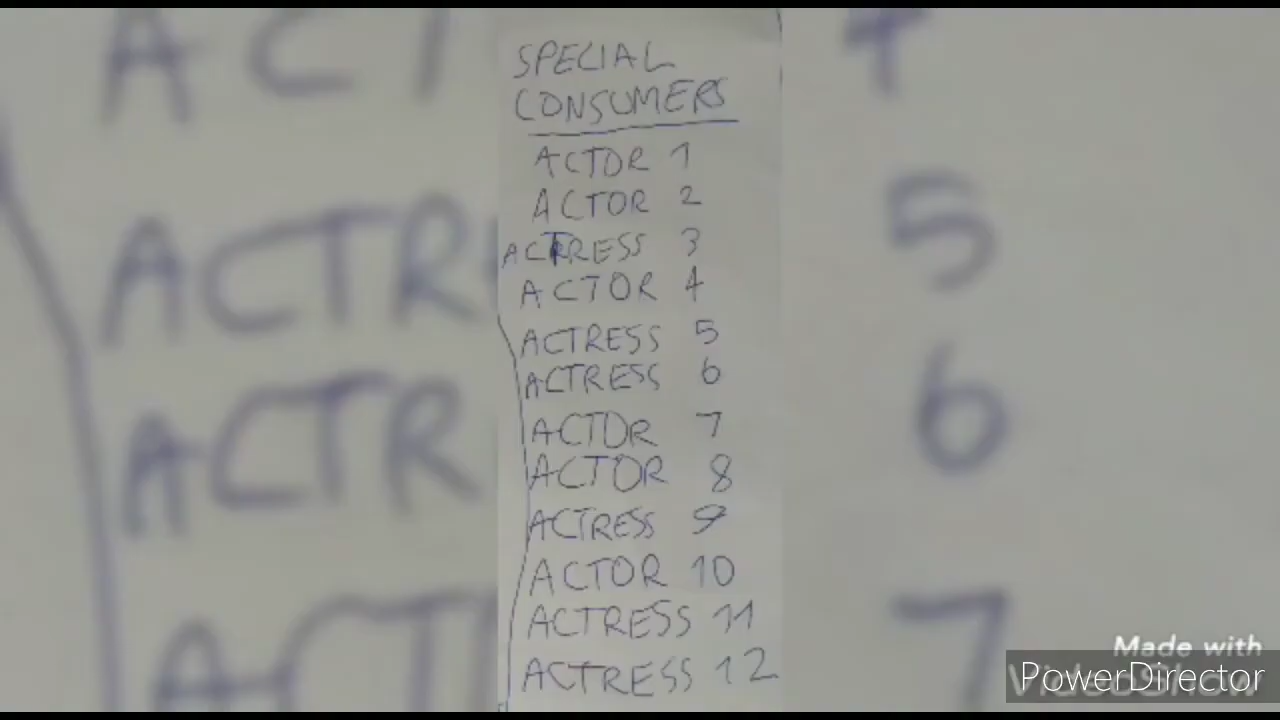 SPECIAL
CONSUMERS
ACTOR 1
ACTOR 2
ACTRESS 3
ACTOR 4
ACTRESS 5
ACTRESS 6
ACTOR 7
ACTOR 8
ACTRESS 9
ACTOR 10
ACTRESS 11
ACTRESS 12
Made with
VideoShow
PowerDirector